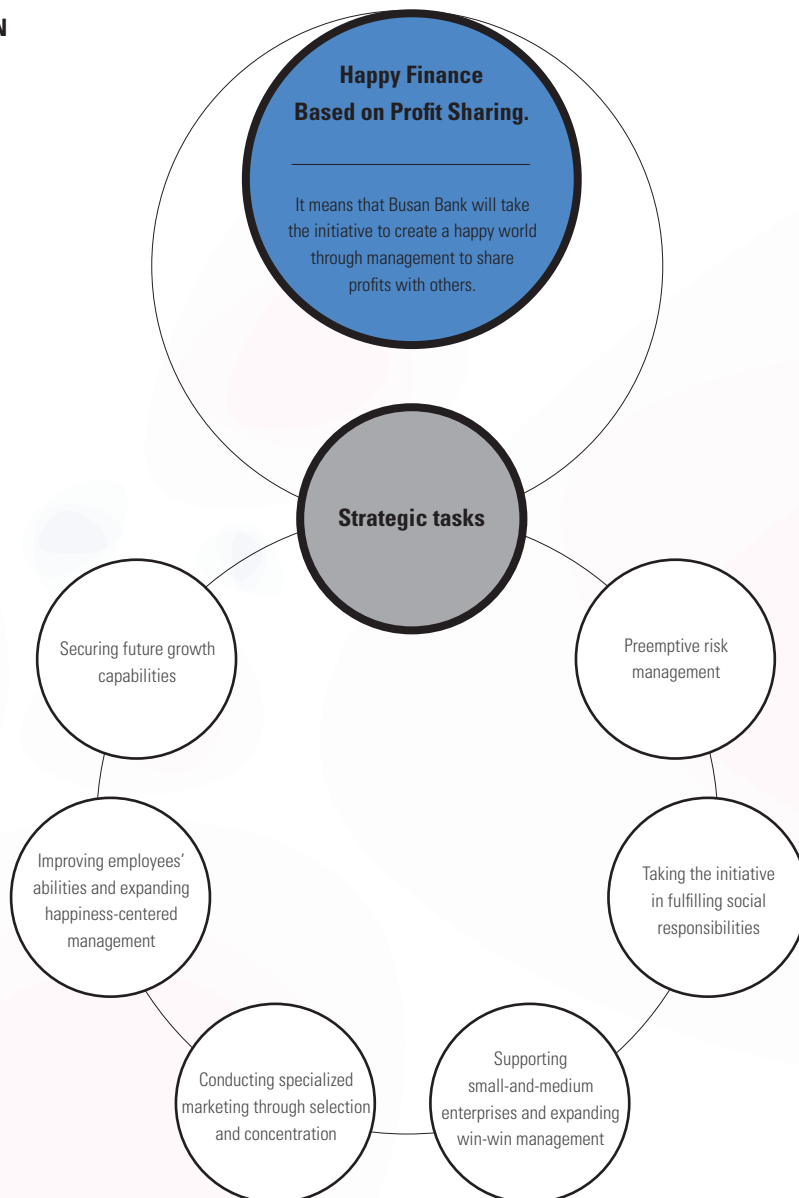 N
Happy Finance
Based on Profit Sharing.
It means that Busan Bank will take
the initiative to create a happy world
through management to share
profits with others.
Strategic tasks
Securing future growth
capabilities
Preemptive risk
management
Improving employees’
abilities and expanding
happiness-centered
management
Taking the initiative
in fulfilling social
responsibilities
Conducting specialized
marketing through selection
and concentration
Supporting
small-and-medium
enterprises and expanding
win-win management